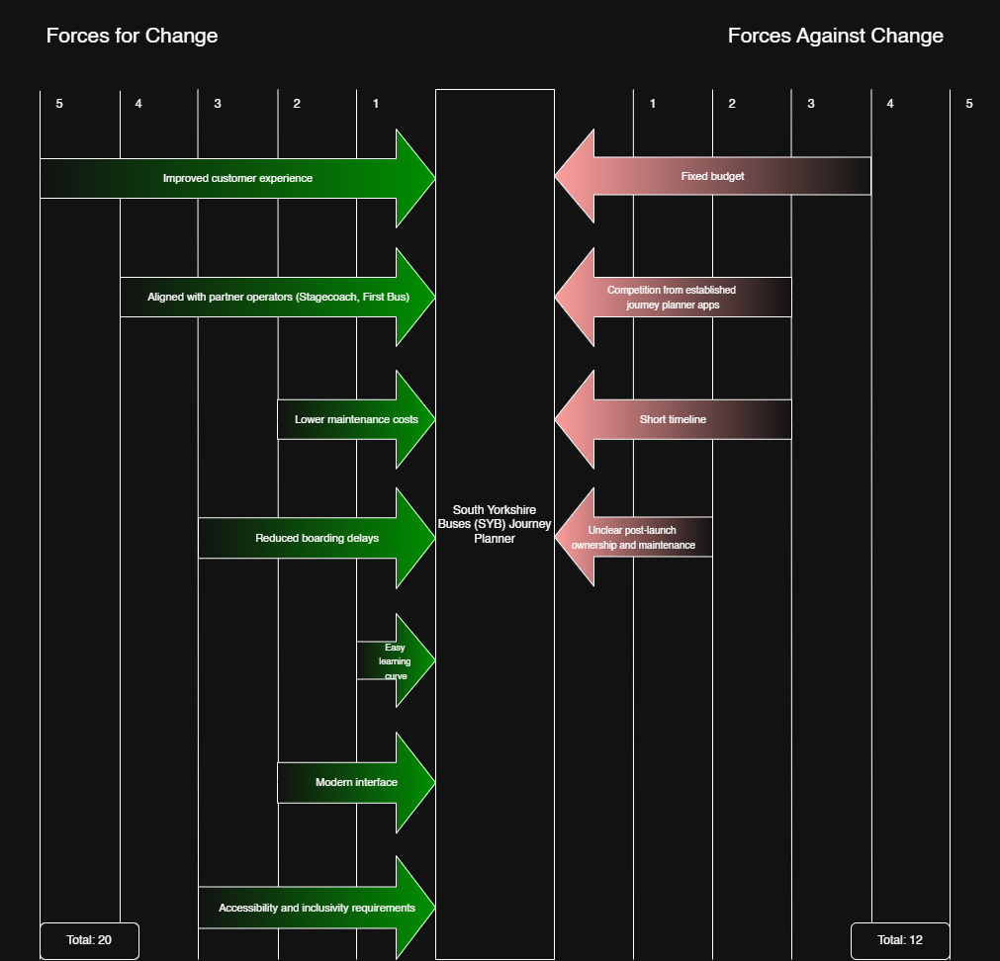 Forces for Change
Forces Against Change
5 4 3 2 1
1 2 3 4 5
Improved customer experience
Fixed budget
Aligned with partner operators (Stagecoach, First Bus)
Competition from established
journey planner apps
Lower maintenance costs
Short timeline
South Yorkshire
Buses (SYB) Journey
Planner
Reduced boarding delays
Unclear post-launch
ownership and maintenance
Easy
learning
curve
Modern interface
Accessibility and inclusivity requirements
Total: 20
Total: 12